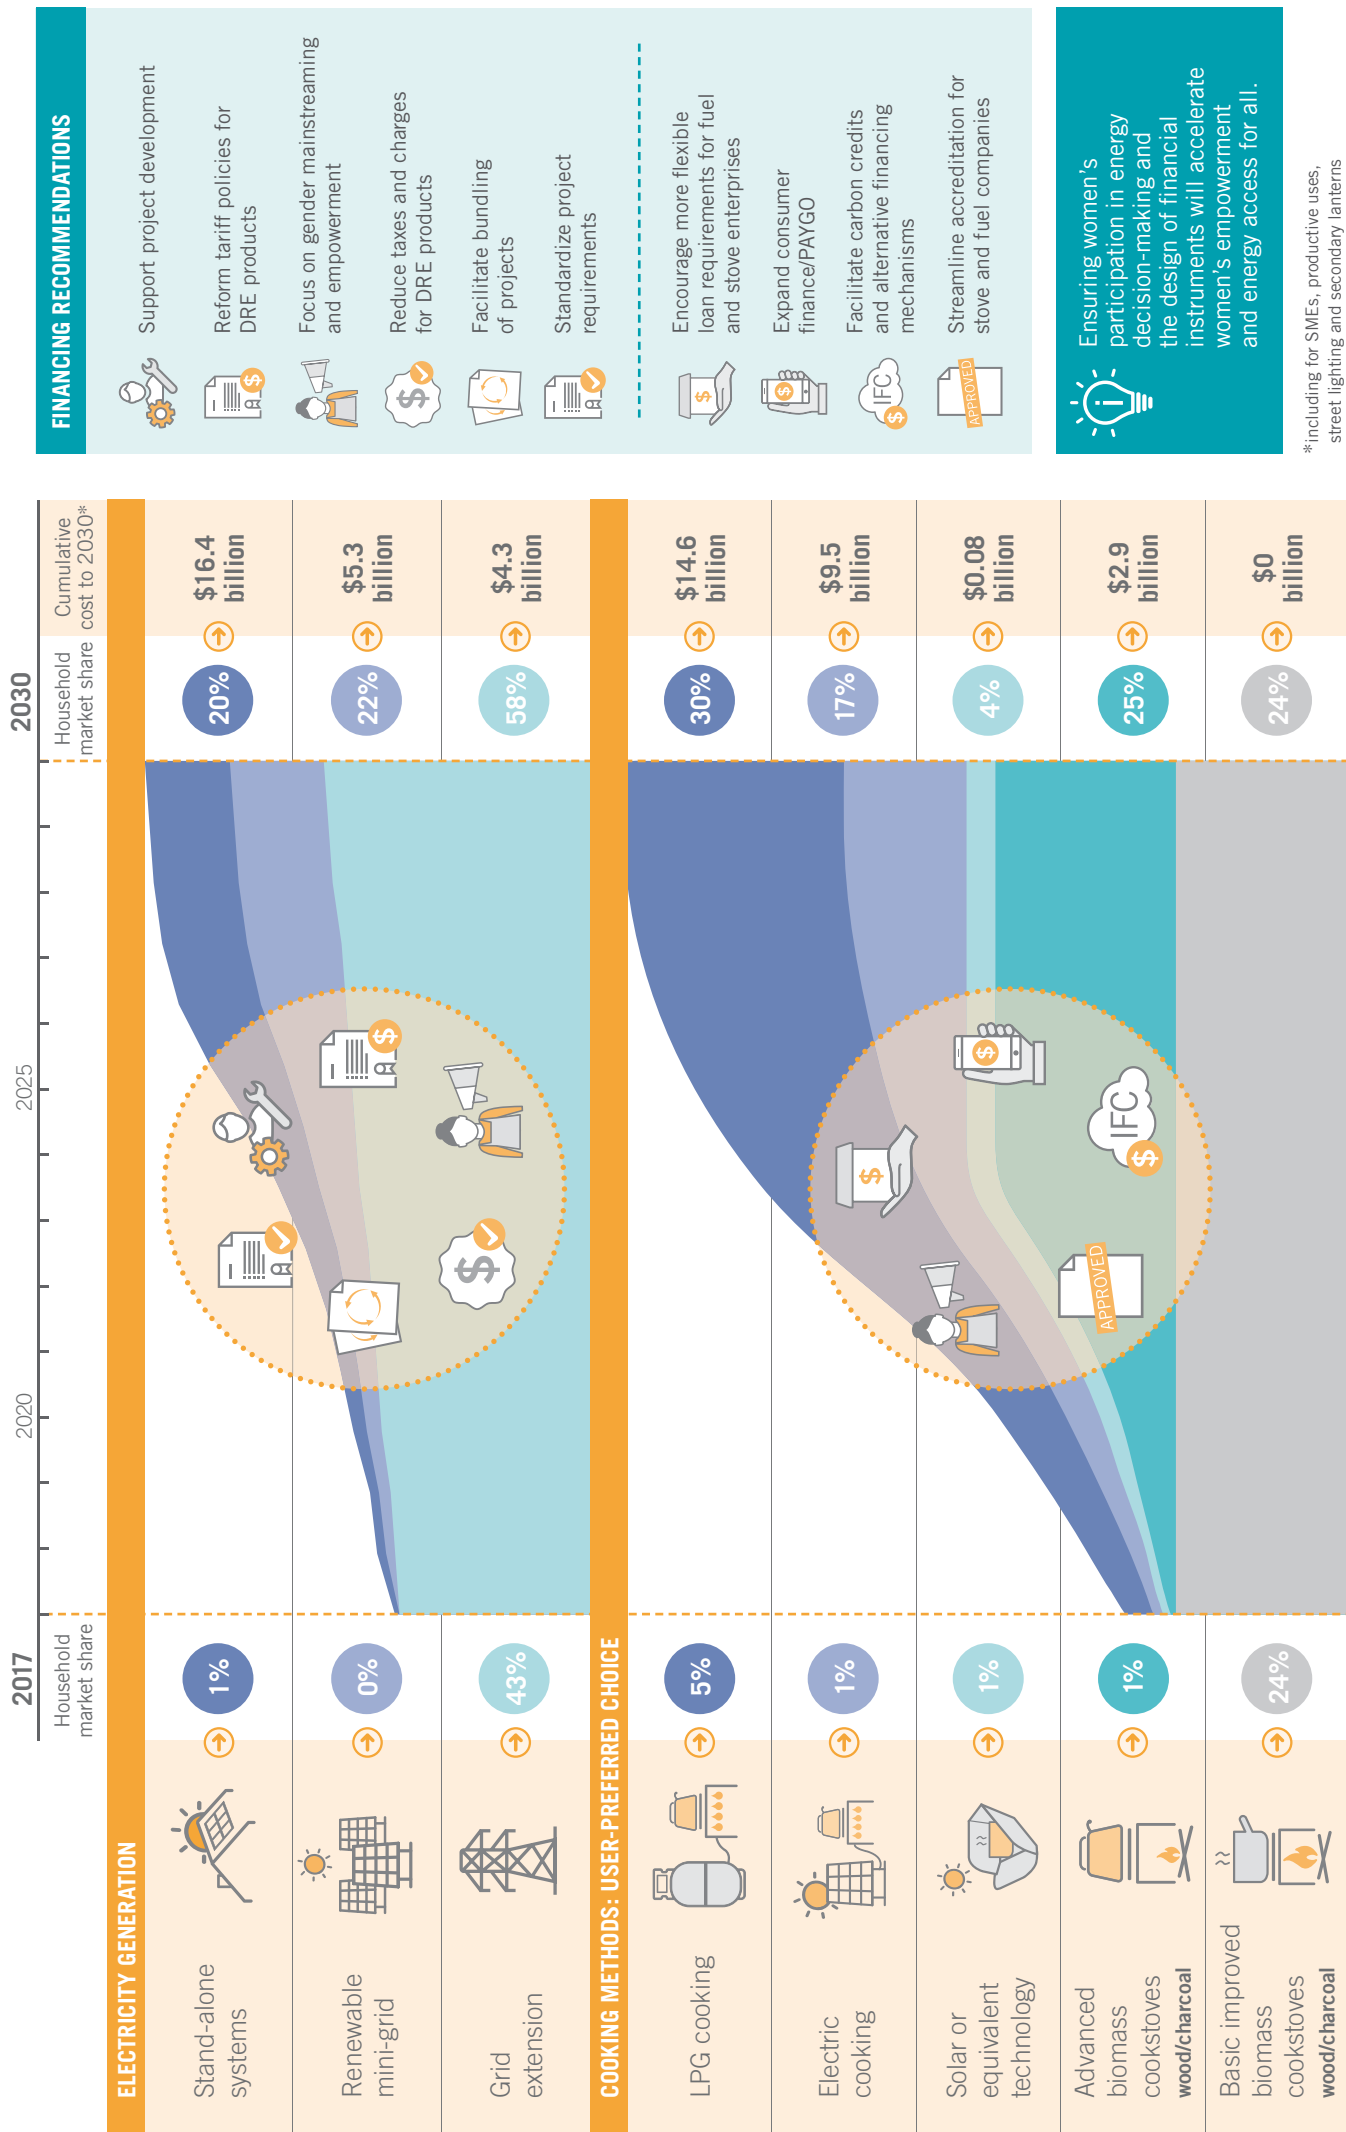 2017
2020
2025
2030
Household
market share
Household
market share
Cumulative
cost to 2030*
ELECTRICITY GENERATION
Stand-alone
systems
1%
20%
$16.4
billion
Renewable
mini-grid
0%
22%
$5.3
billion
Grid
extension
43%
58%
$4.3
billion
$
$
COOKING METHODS: USER-PREFERRED CHOICE
LPG cooking
5%
30%
$14.6
billion
Electric
cooking
1%
17%
$9.5
billion
Solar or
equivalent
technology
1%
4%
$0.08
billion
Advanced
biomass
cookstoves
wood/charcoal
1%
25%
$2.9
billion
Basic improved
biomass
cookstoves
wood/charcoal
24%
24%
$0
billion
$
$
APPROVED
IFC
$
FINANCING RECOMMENDATIONS
Support project development
$
Reform tariff policies for
DRE products
Focus on gender mainstreaming
and empowerment
$
Reduce taxes and charges
for DRE products
Facilitate bundling
of projects
Standardize project
requirements
$
Encourage more flexible
loan requirements for fuel
and stove enterprises
$
Expand consumer
finance/PAYGO
IFC
$
Facilitate carbon credits
and alternative financing
mechanisms
APPROVED
Streamline accreditation for
stove and fuel companies
i
Ensuring women's
participation in energy
decision-making and
the design of financial
instruments will accelerate
women's empowerment
and energy access for all.
*including for SMEs, productive uses,
street lighting and secondary lanterns